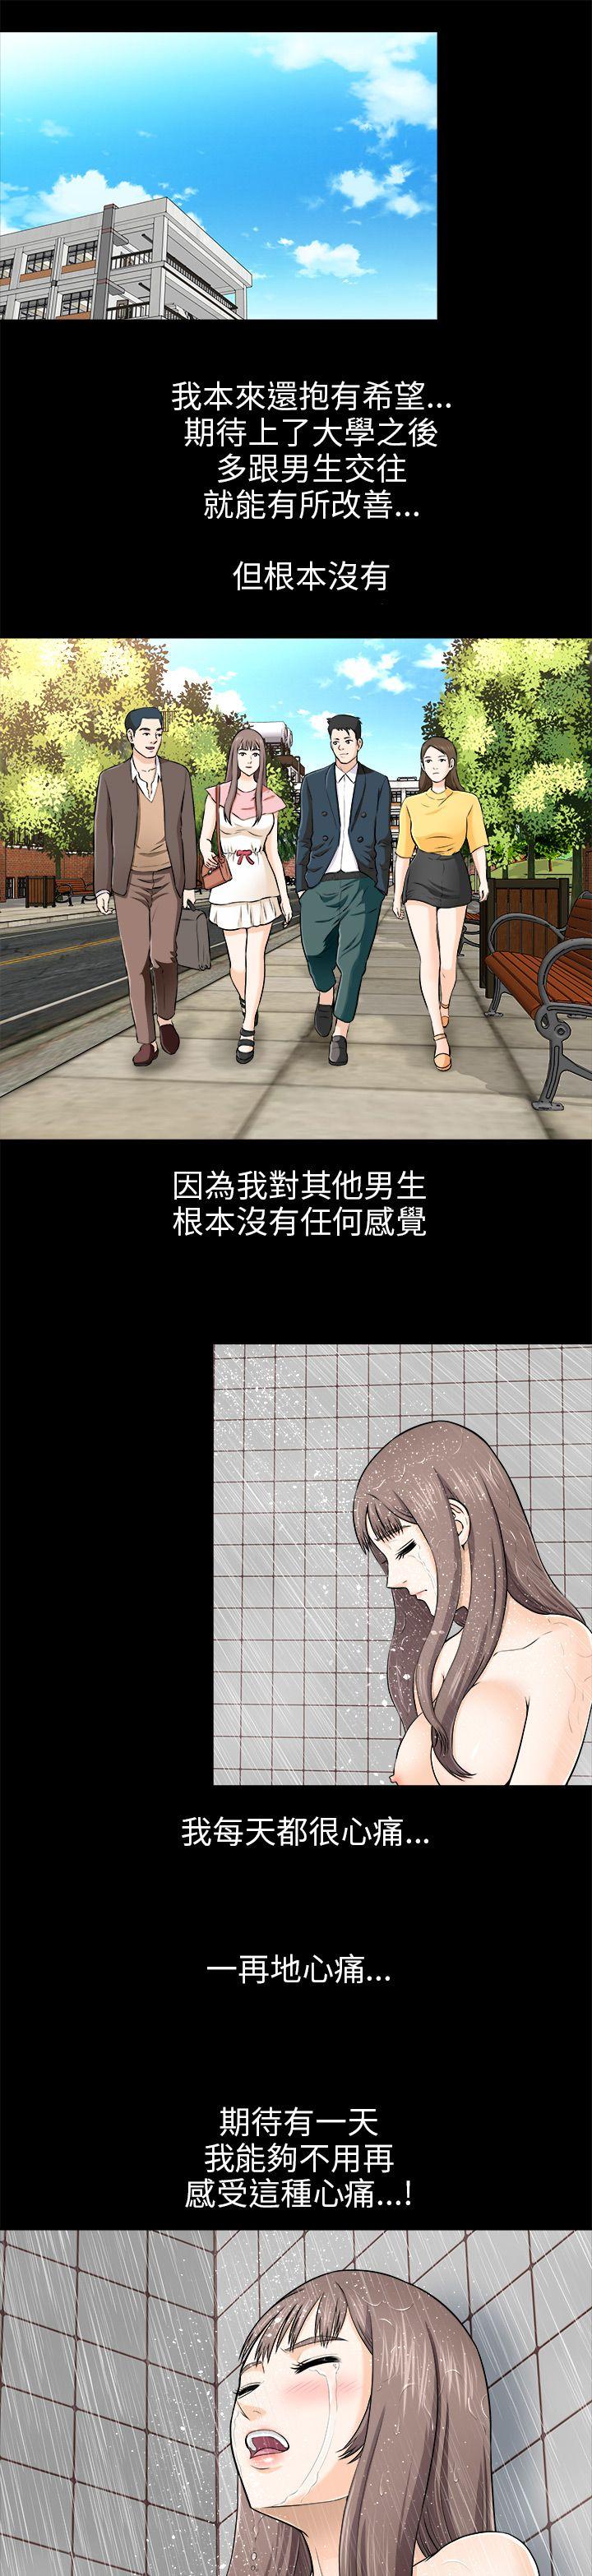 我本來還抱有希望...
期待上了大學之後
多跟男生交往
就能有所改善...
但根本沒有
因為我對其他男生
根本沒有任何感覺
我每天都很心痛...
一再地心痛...
期待有一天
我能夠不用再
感受這種心痛...!